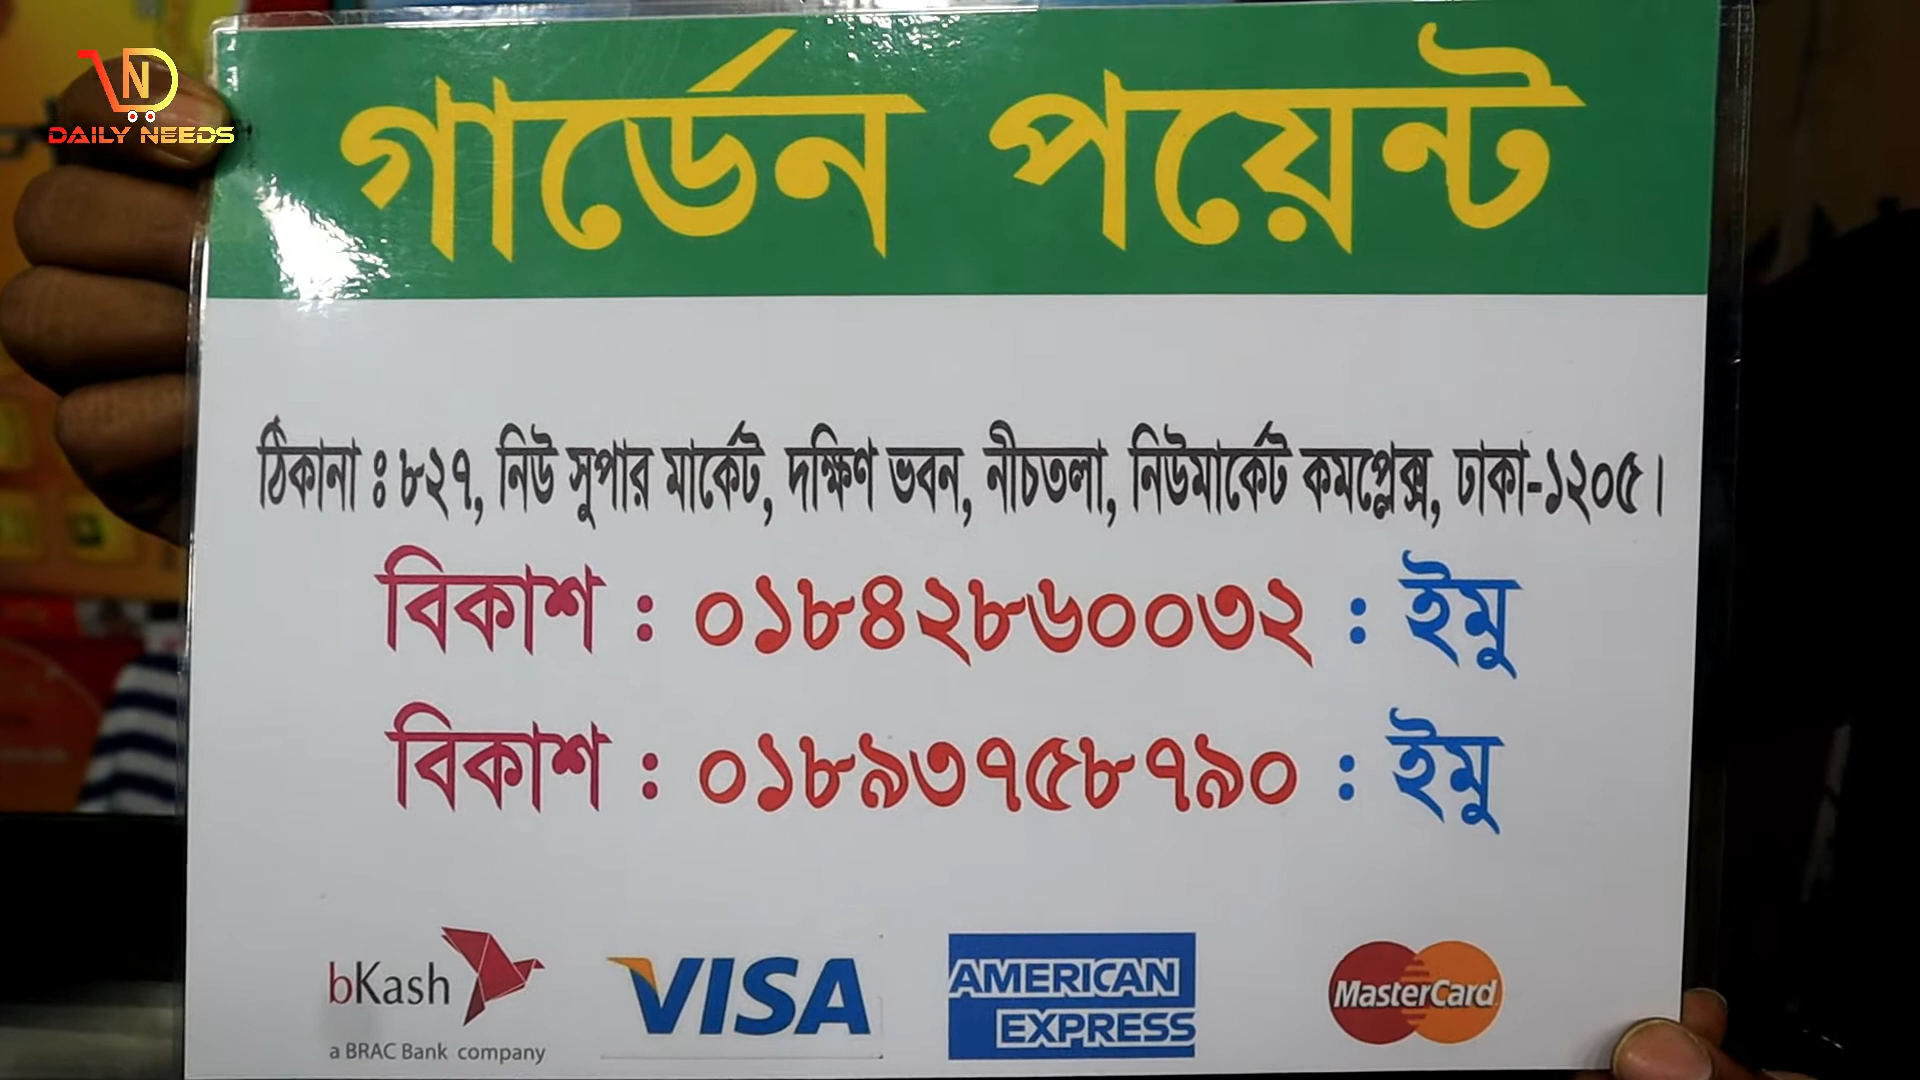 N
DAILY NEEDS
গার্ডেন পয়েন্ট
ঠিকানা : ৮২৭, নিউ সুপার মার্কেট, দক্ষিণ ভবন, নীচতলা, নিউমার্কেট কমপ্লেক্স, ঢাকা-১২০৫।
বিকাশ : ০১৮৪২৮৬০০৩২ : ইমু
বিকাশ : ০১৮৯৩৭৫৮৭৯০ : ইমু
bKash VISA AMERICAN EXPRESS MasterCard
a BRAC Bank company